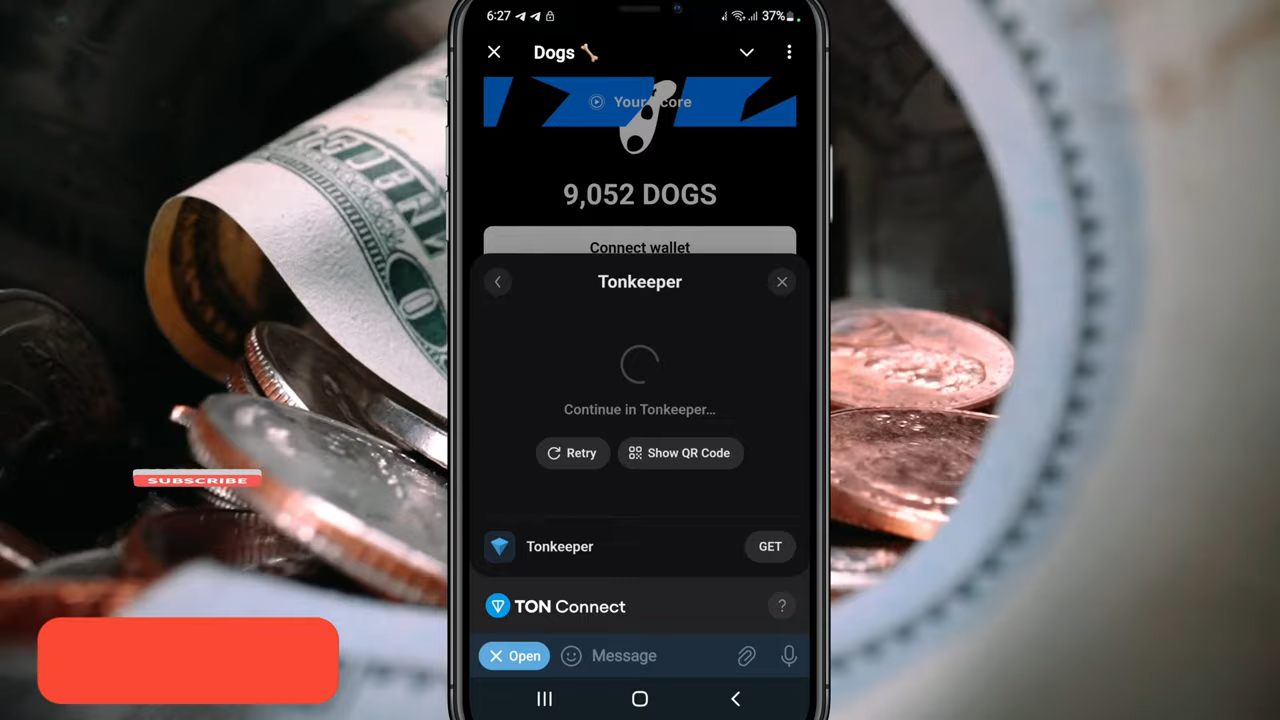 6:27
37%
Dogs 🦴
Your Score
9,052 DOGS
Connect wallet
Tonkeeper
Continue in Tonkeeper...
Retry
Show QR Code
Tonkeeper
GET
TON Connect
?
Open
Message
SUBSCRIBE